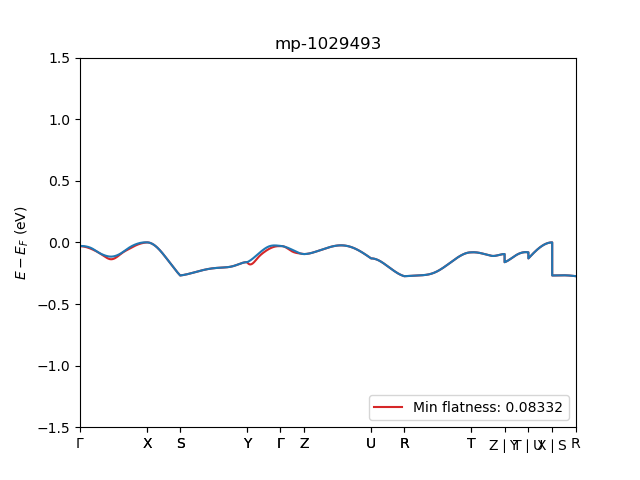 mp-1029493
1.5
1.0
0.5
0.0
−0.5
−1.0
−1.5
E − E_F (eV)
Min flatness: 0.08332
Γ X S Y Γ Z U R T Z | Y T | U X | S R